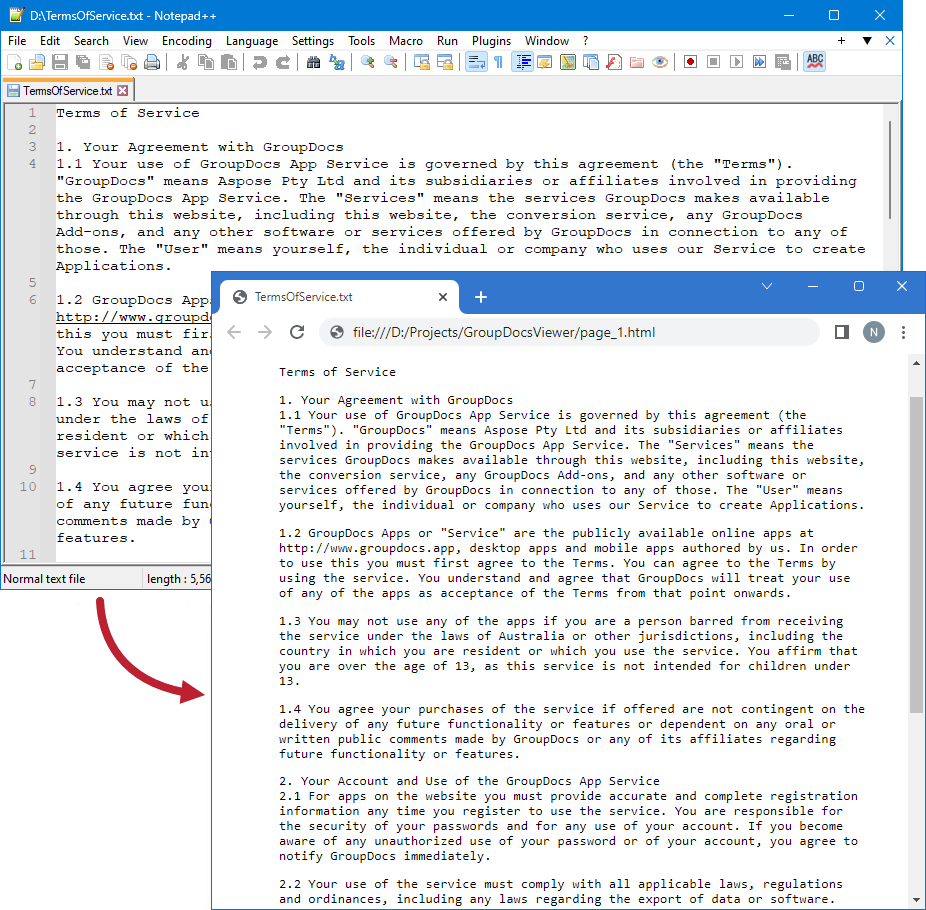 D:\TermsOfService.txt - Notepad++
File Edit Search View Encoding Language Settings Tools Macro Run Plugins Window ? + ▼ X
TermsOfService.txt
1 Terms of Service
2
3 1. Your Agreement with GroupDocs
4 1.1 Your use of GroupDocs App Service is governed by this agreement (the "Terms").
"GroupDocs" means Aspose Pty Ltd and its subsidiaries or affiliates involved in providing
the GroupDocs App Service. The "Services" means the services GroupDocs makes available
through this website, including this website, the conversion service, any GroupDocs
Add-ons, and any other software or services offered by GroupDocs in connection to any of
those. The "User" means yourself, the individual or company who uses our Service to create
Applications.
5
6 1.2 GroupDocs App
http://www.groupd
this you must fir
You understand an
acceptance of the
7
8 1.3 You may not u
under the laws of
resident or which
service is not in
9
10 1.4 You agree you
of any future fun
comments made by
features.
11
Normal text file length : 5,56
TermsOfService.txt
file:///D:/Projects/GroupDocsViewer/page_1.html
N
Terms of Service
1. Your Agreement with GroupDocs
1.1 Your use of GroupDocs App Service is governed by this agreement (the
"Terms"). "GroupDocs" means Aspose Pty Ltd and its subsidiaries or affiliates
involved in providing the GroupDocs App Service. The "Services" means the
services GroupDocs makes available through this website, including this website,
the conversion service, any GroupDocs Add-ons, and any other software or
services offered by GroupDocs in connection to any of those. The "User" means
yourself, the individual or company who uses our Service to create Applications.
1.2 GroupDocs Apps or "Service" are the publicly available online apps at
http://www.groupdocs.app, desktop apps and mobile apps authored by us. In order
to use this you must first agree to the Terms. You can agree to the Terms by
using the service. You understand and agree that GroupDocs will treat your use
of any of the apps as acceptance of the Terms from that point onwards.
1.3 You may not use any of the apps if you are a person barred from receiving
the service under the laws of Australia or other jurisdictions, including the
country in which you are resident or which you use the service. You affirm that
you are over the age of 13, as this service is not intended for children under
13.
1.4 You agree your purchases of the service if offered are not contingent on the
delivery of any future functionality or features or dependent on any oral or
written public comments made by GroupDocs or any of its affiliates regarding
future functionality or features.
2. Your Account and Use of the GroupDocs App Service
2.1 For apps on the website you must provide accurate and complete registration
information any time you register to use the service. You are responsible for
the security of your passwords and for any use of your account. If you become
aware of any unauthorized use of your password or of your account, you agree to
notify GroupDocs immediately.
2.2 Your use of the service must comply with all applicable laws, regulations
and ordinances, including any laws regarding the export of data or software.